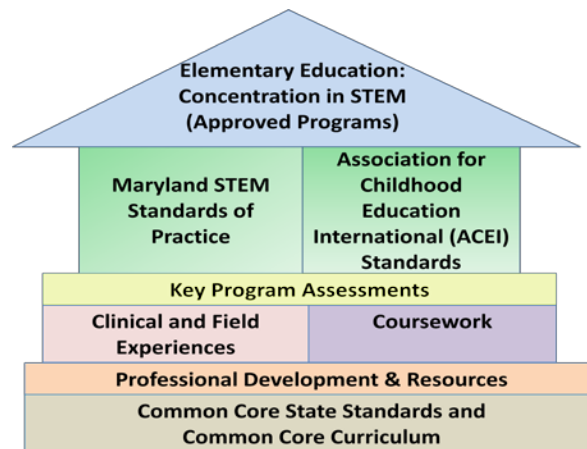 Elementary Education:
Concentration in STEM
(Approved Programs)
Maryland STEM
Standards of
Practice
Association for
Childhood
Education
International (ACEI)
Standards
Key Program Assessments
Clinical and Field
Experiences
Coursework
Professional Development & Resources
Common Core State Standards and
Common Core Curriculum